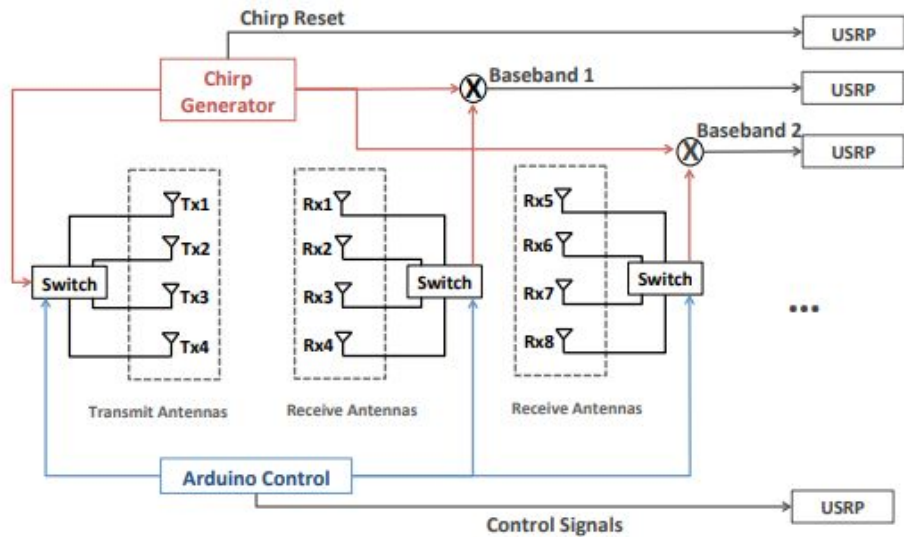 Chirp Reset
USRP
Chirp
Generator
X
Baseband 1
USRP
X
Baseband 2
USRP
Tx1
Tx2
Tx3
Tx4
Switch
Rx1
Rx2
Rx3
Rx4
Switch
Rx5
Rx6
Rx7
Rx8
Switch
...
Transmit Antennas
Receive Antennas
Receive Antennas
Arduino Control
Control Signals
USRP